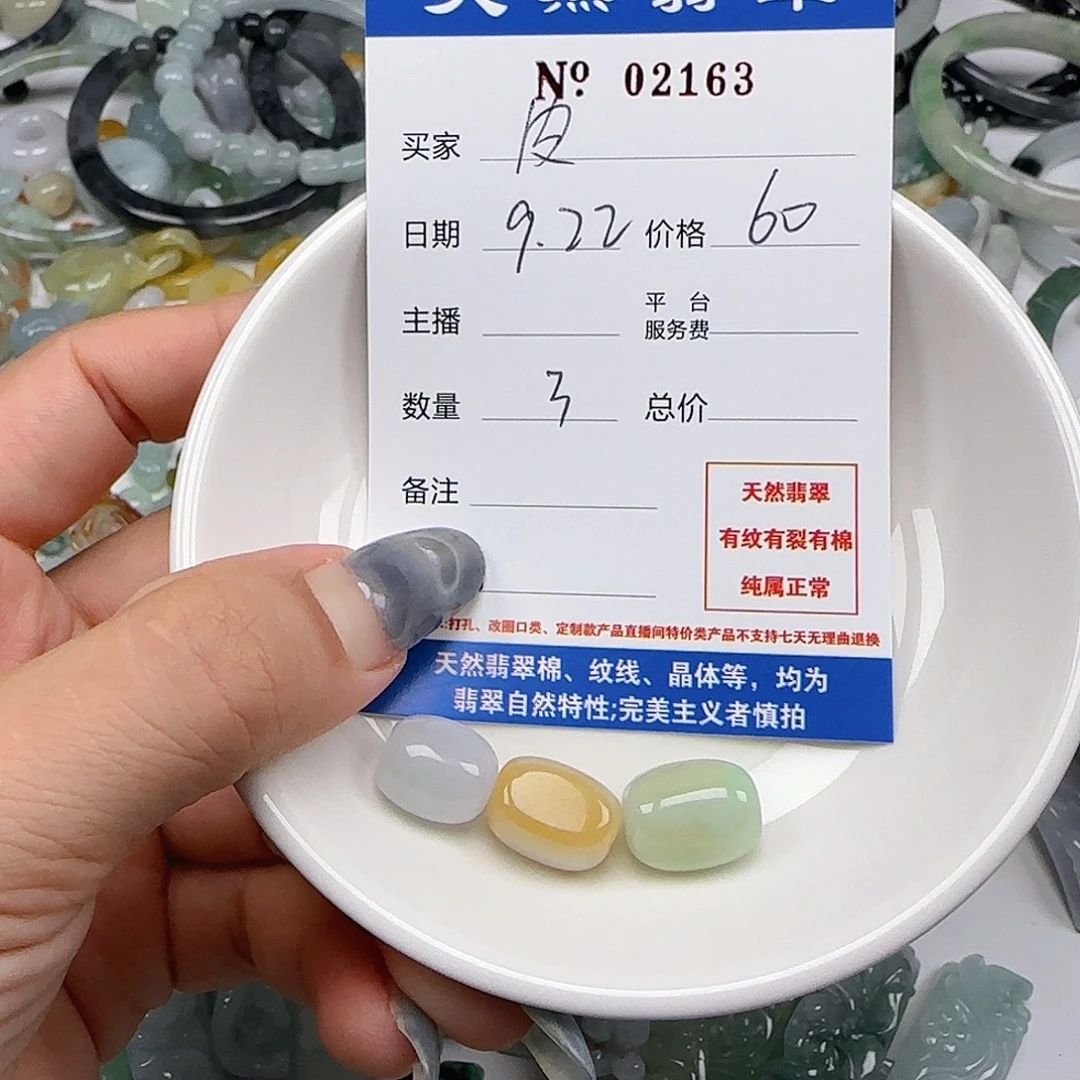 天然翡翠
Nº 02163
买家 皮
日期 9.22 价格 60
主播 平台服务费
数量 3 总价
备注
天然翡翠
有纹有裂有棉
纯属正常
:打孔、改圈口类、定制款产品直播间特价类产品不支持七天无理由退换
天然翡翠棉、纹线、晶体等，均为
翡翠自然特性;完美主义者慎拍